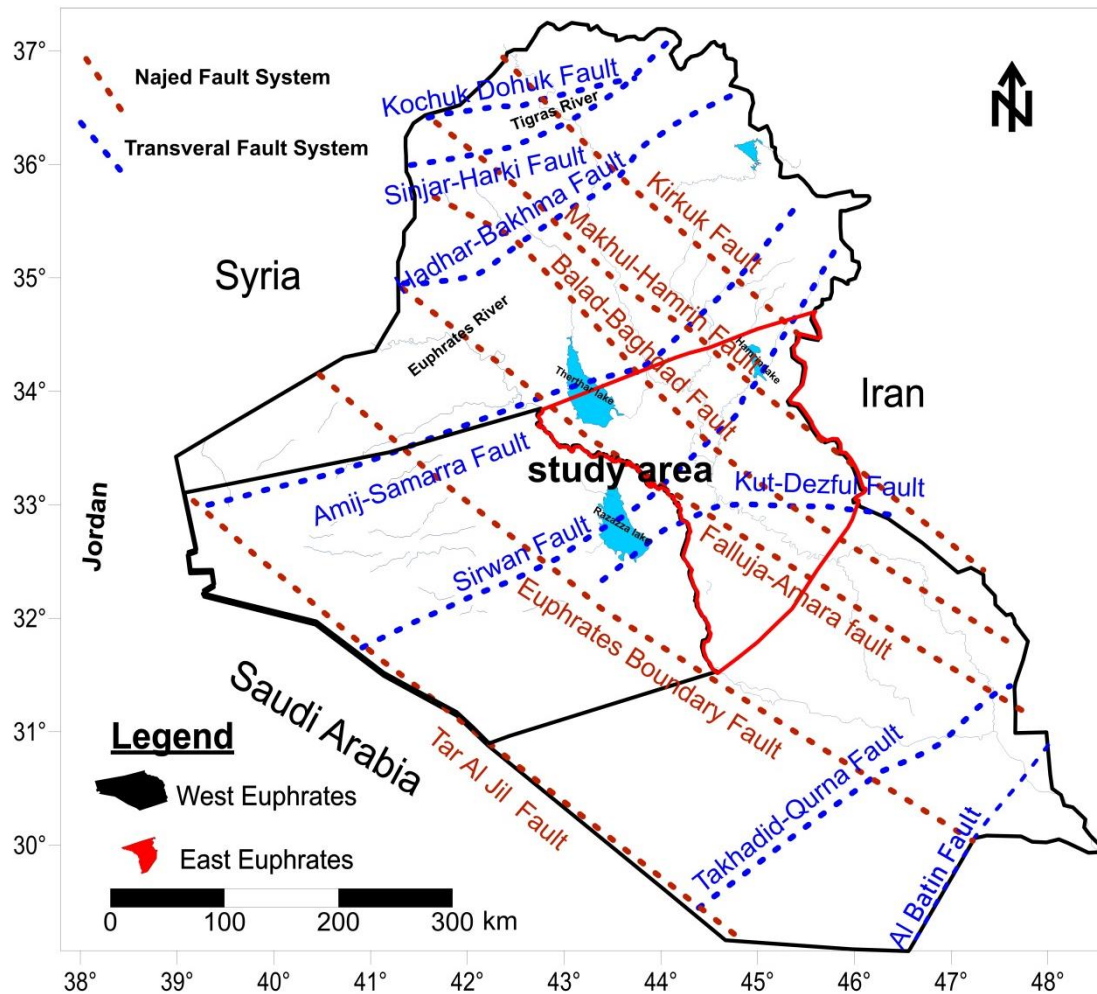 37°
36°
35°
34°
33°
32°
31°
30°
Najed Fault System
Transveral Fault System
N
Kochuk Dohuk Fault
Tigras River
Sinjar-Harki Fault
Hadhar-Bakhma Fault
Kirkuk Fault
Makhul-Hamrin Fault
Balad-Baghdad Fault
Syria
Euphrates River
Therthar lake
Hamrin lake
Iran
study area
Amij-Samarra Fault
Kut-Dezful Fault
Jordan
Razazza lake
Sirwan Fault
Falluja-Amara fault
Euphrates Boundary Fault
Saudi Arabia
Tar Al Jil Fault
Takhadid-Qurna Fault
Al Batin Fault
Legend
West Euphrates
East Euphrates
0 100 200 300 km
38° 39° 40° 41° 42° 43° 44° 45° 46° 47° 48°